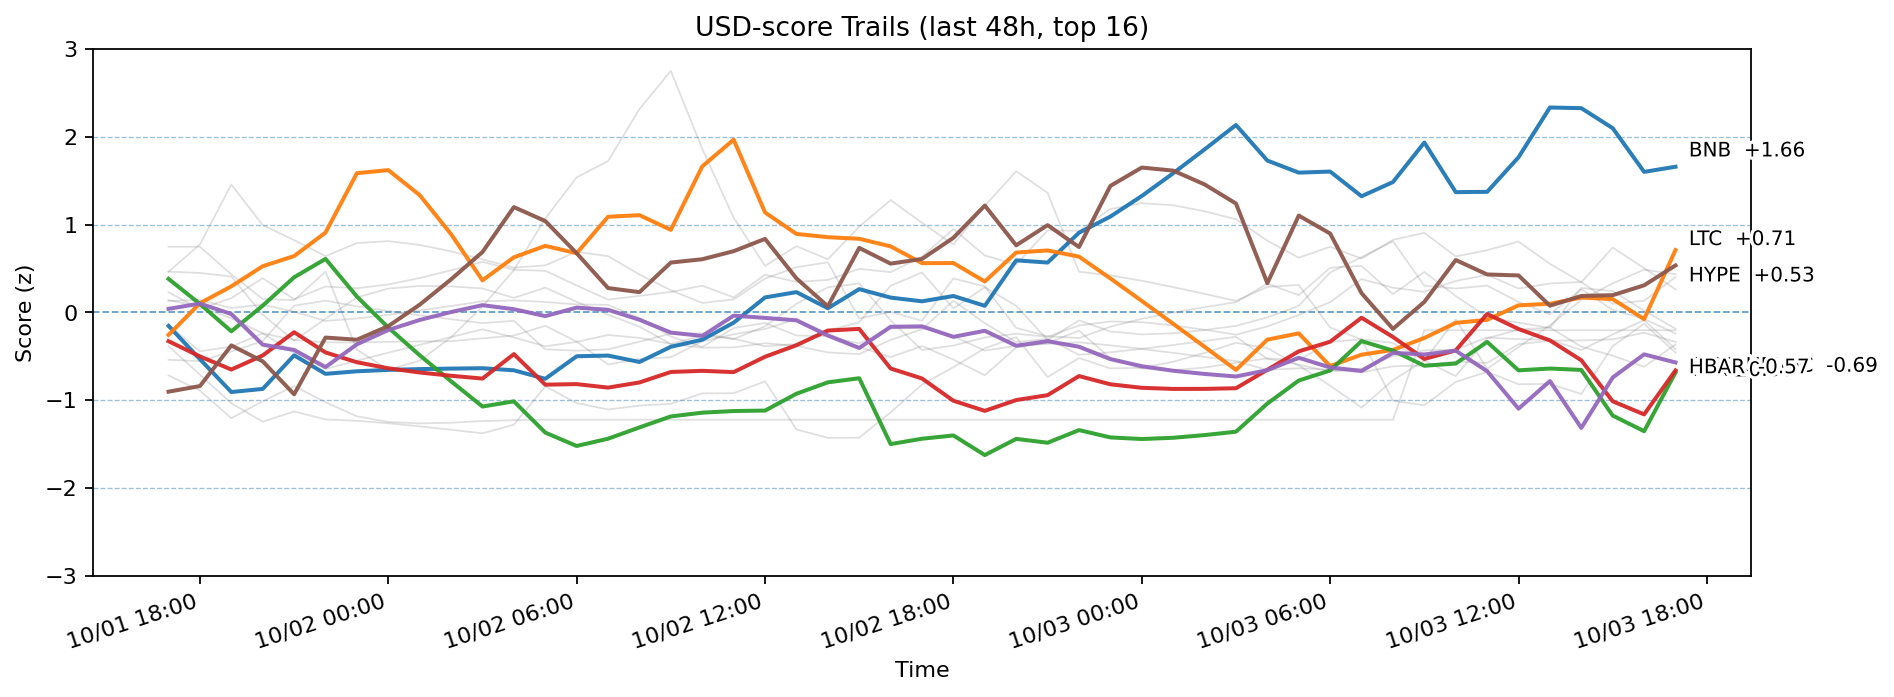 USD-score Trails (last 48h, top 16)
Score (z)
3
2
1
0
−1
−2
−3
BNB +1.66
LTC +0.71
HYPE +0.53
HBAR -0.57
-0.69
10/01 18:00
10/02 00:00
10/02 06:00
10/02 12:00
10/02 18:00
10/03 00:00
10/03 06:00
10/03 12:00
10/03 18:00
Time